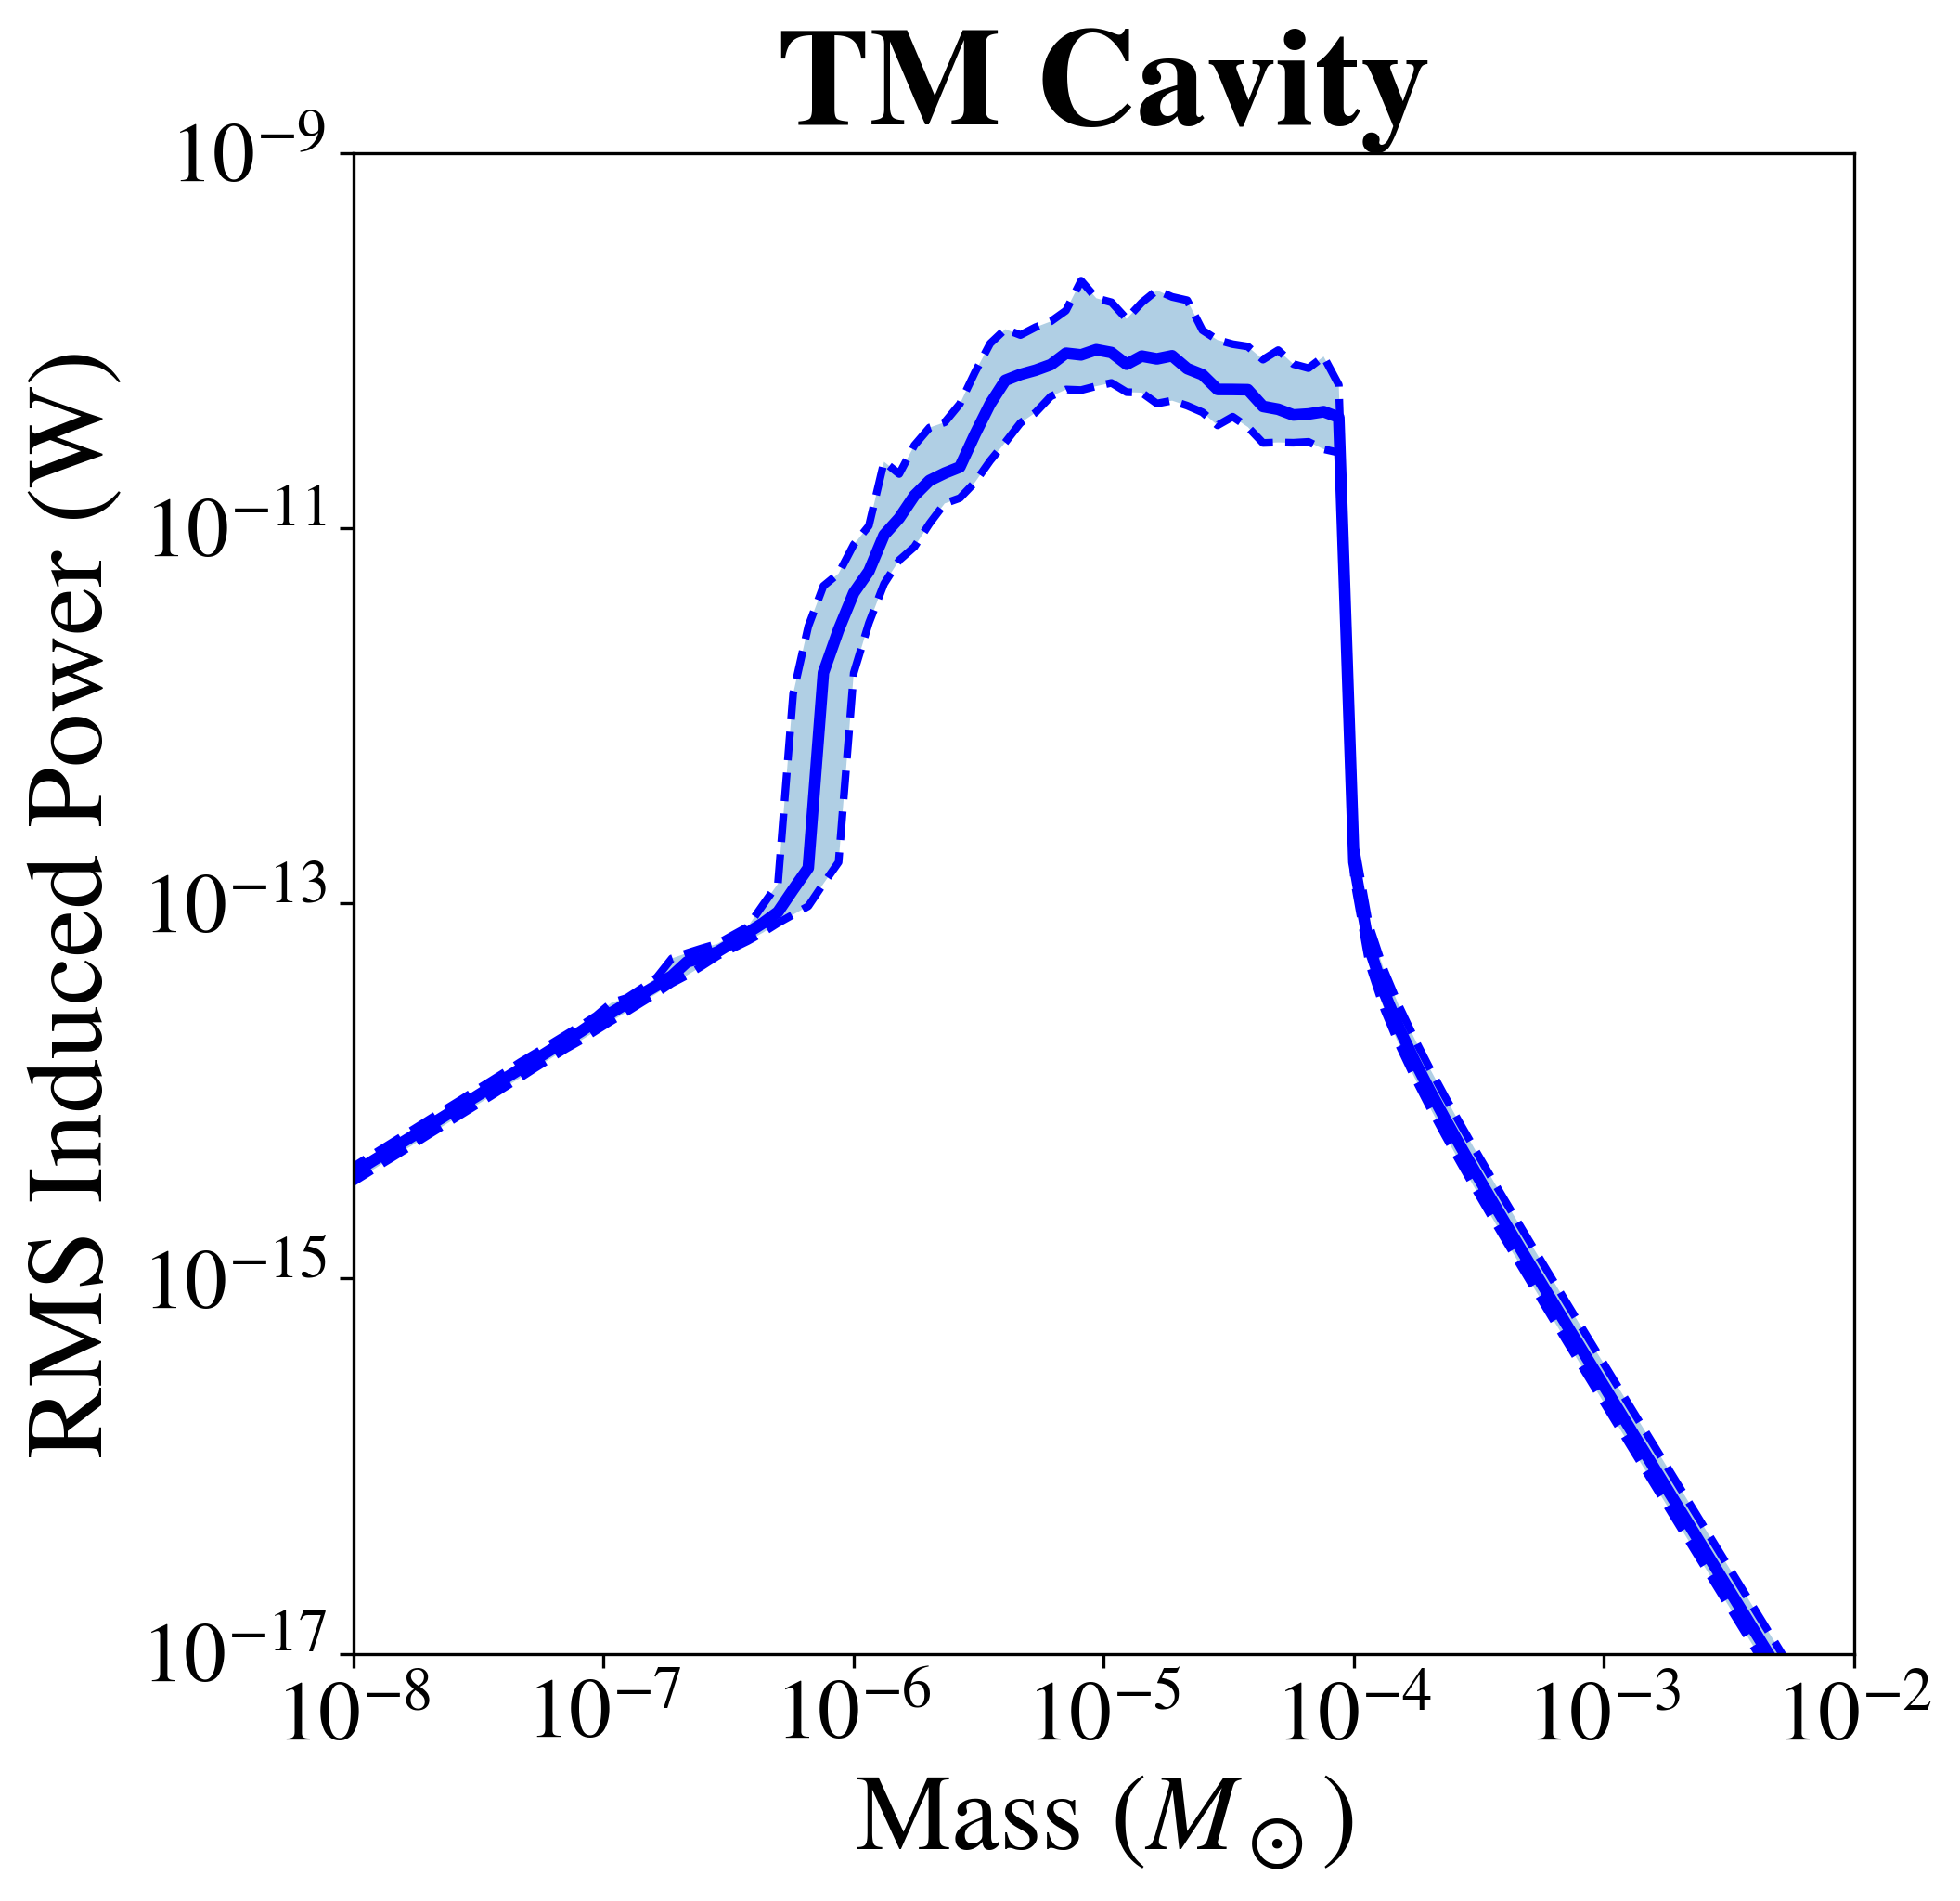 TM Cavity
RMS Induced Power (W)
10⁻⁹
10⁻¹¹
10⁻¹³
10⁻¹⁵
10⁻¹⁷
10⁻⁸ 10⁻⁷ 10⁻⁶ 10⁻⁵ 10⁻⁴ 10⁻³ 10⁻²
Mass (M⊙)